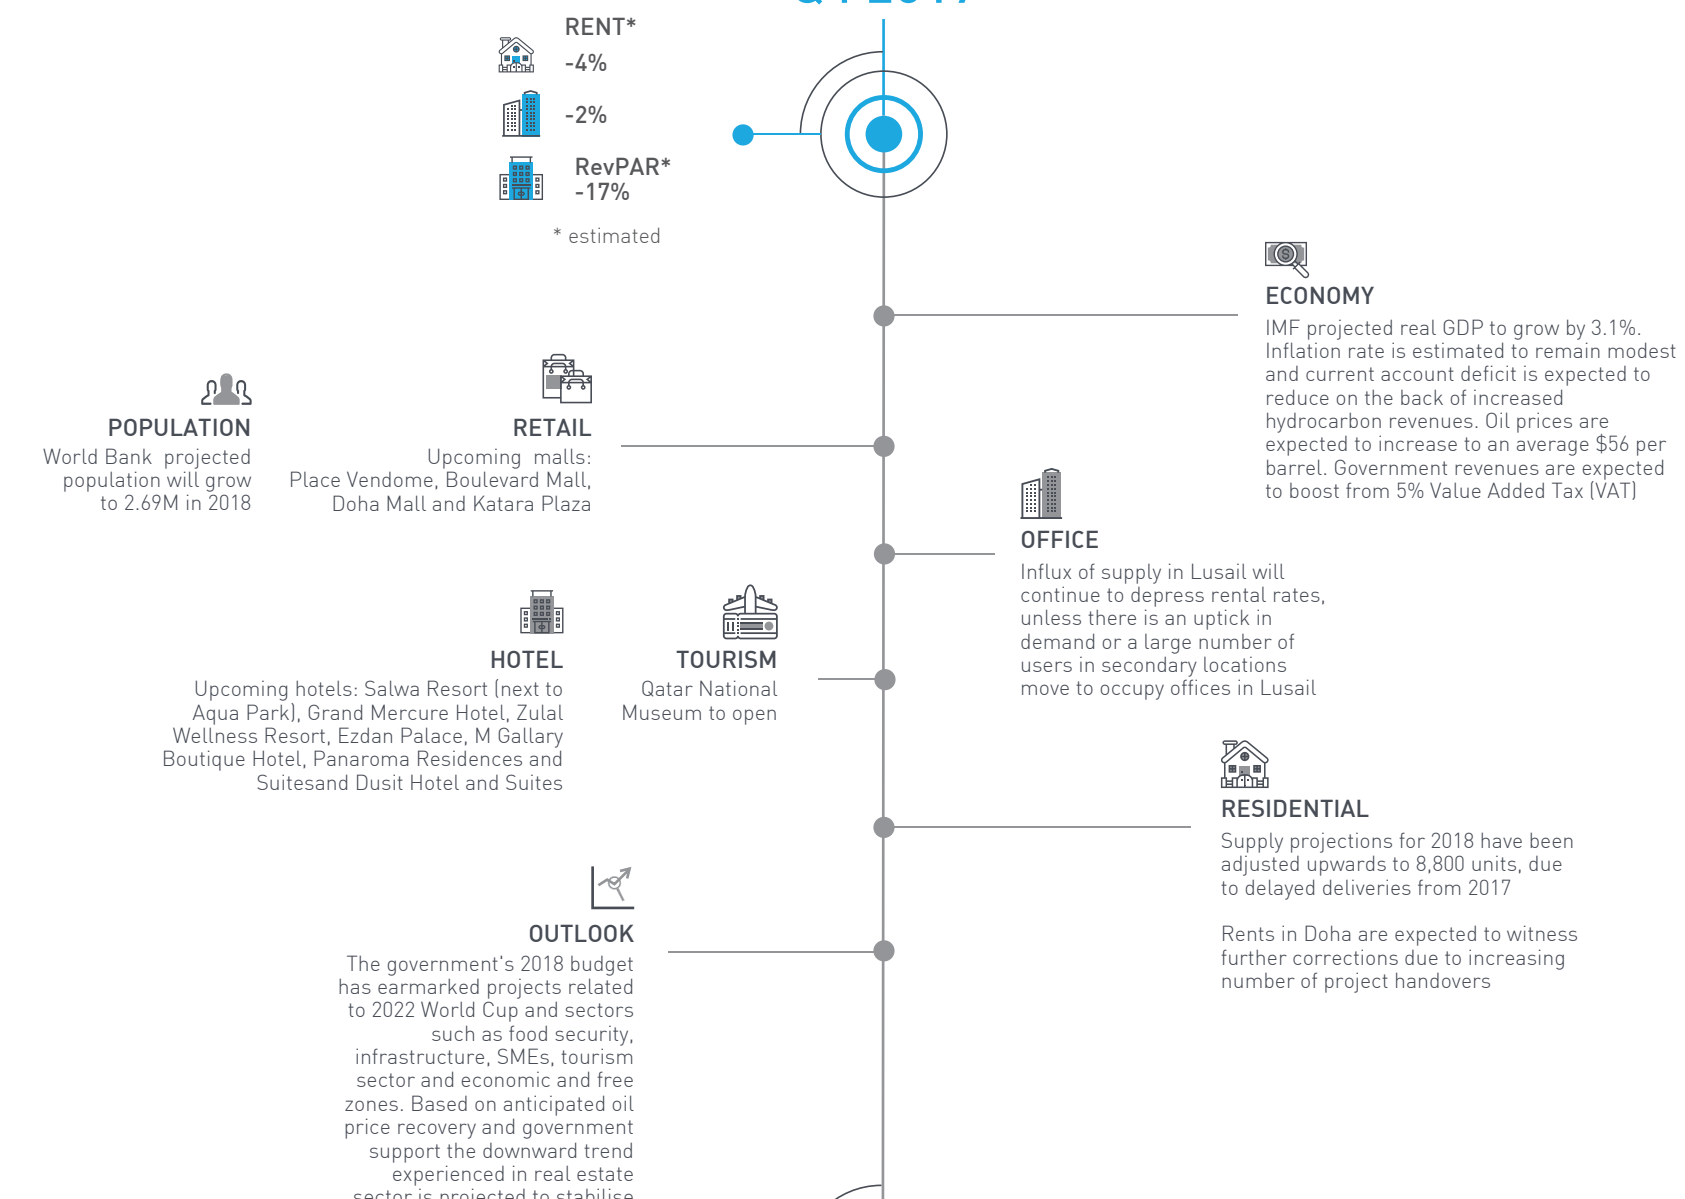 RENT*
-4%
-2%
RevPAR*
-17%
* estimated
ECONOMY
IMF projected real GDP to grow by 3.1%.
Inflation rate is estimated to remain modest
and current account deficit is expected to
reduce on the back of increased
hydrocarbon revenues. Oil prices are
expected to increase to an average $56 per
barrel. Government revenues are expected
to boost from 5% Value Added Tax (VAT)
POPULATION
World Bank projected
population will grow
to 2.69M in 2018
RETAIL
Upcoming malls:
Place Vendome, Boulevard Mall,
Doha Mall and Katara Plaza
OFFICE
Influx of supply in Lusail will
continue to depress rental rates,
unless there is an uptick in
demand or a large number of
users in secondary locations
move to occupy offices in Lusail
HOTEL
Upcoming hotels: Salwa Resort (next to
Aqua Park), Grand Mercure Hotel, Zulal
Wellness Resort, Ezdan Palace, M Gallary
Boutique Hotel, Panaroma Residences and
Suitesand Dusit Hotel and Suites
TOURISM
Qatar National
Museum to open
RESIDENTIAL
Supply projections for 2018 have been
adjusted upwards to 8,800 units, due
to delayed deliveries from 2017
Rents in Doha are expected to witness
further corrections due to increasing
number of project handovers
OUTLOOK
The government's 2018 budget
has earmarked projects related
to 2022 World Cup and sectors
such as food security,
infrastructure, SMEs, tourism
sector and economic and free
zones. Based on anticipated oil
price recovery and government
support the downward trend
experienced in real estate
sector is projected to stabilise